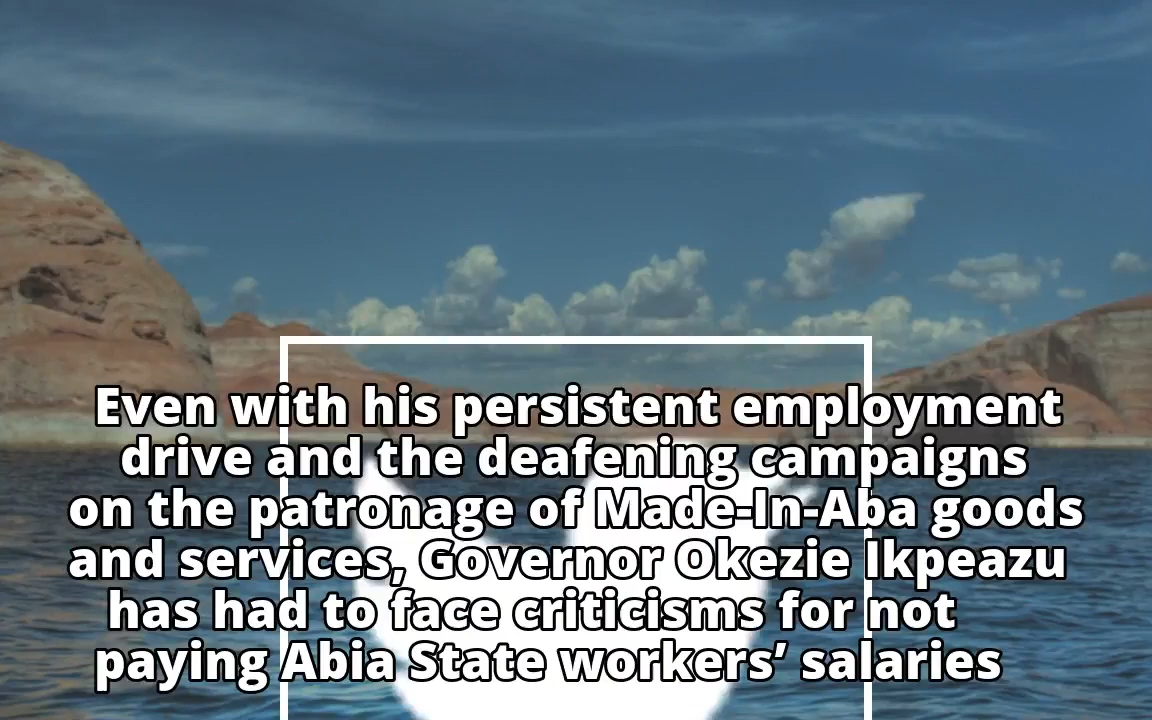 Even with his persistent employment
drive and the deafening campaigns
on the patronage of Made-In-Aba goods
and services, Governor Okezie Ikpeazu
has had to face criticisms for not
paying Abia State workers’ salaries